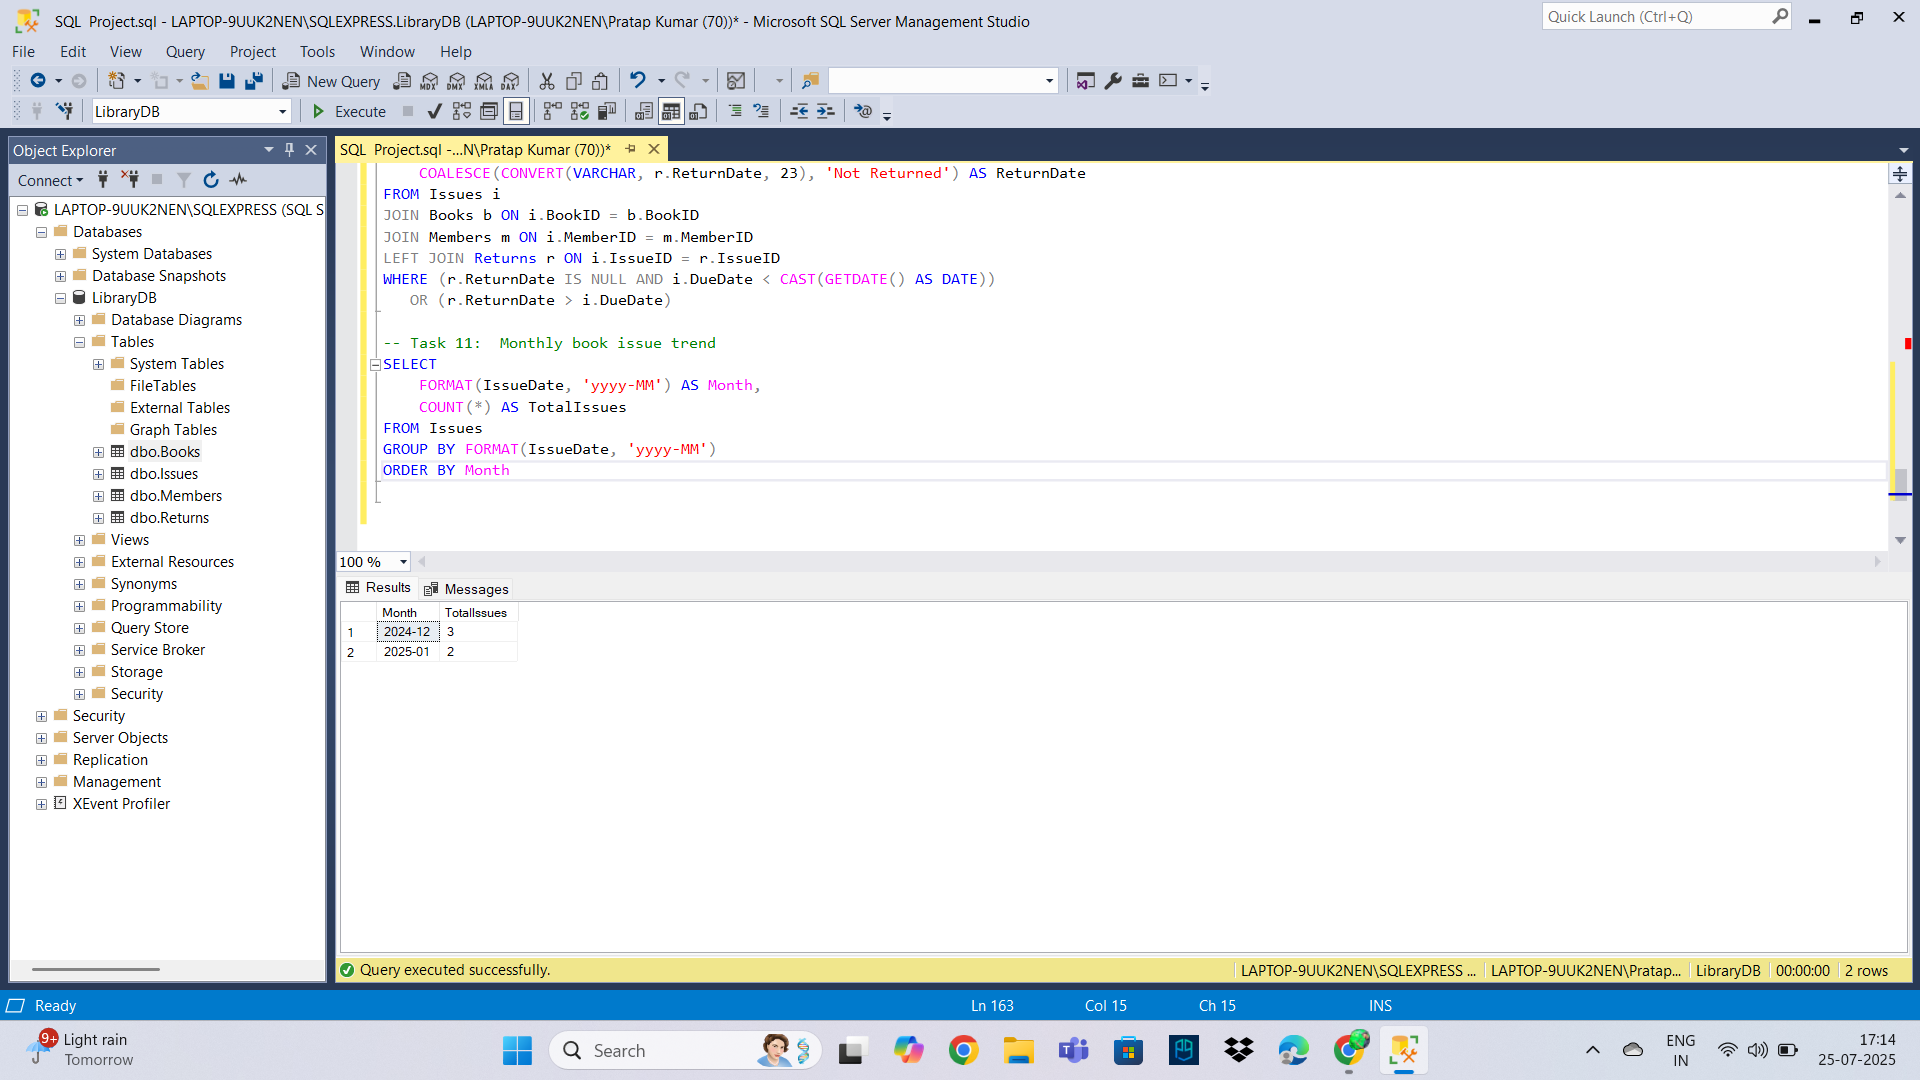 SQL Project.sql - LAPTOP-9UUK2NEN\SQLEXPRESS.LibraryDB (LAPTOP-9UUK2NEN\Pratap Kumar (70))* - Microsoft SQL Server Management Studio
Quick Launch (Ctrl+Q)
File Edit View Query Project Tools Window Help
New Query MDX DMX XMLA DAX
LibraryDB Execute
Object Explorer
Connect
LAPTOP-9UUK2NEN\SQLEXPRESS (SQL S
Databases
System Databases
Database Snapshots
LibraryDB
Database Diagrams
Tables
System Tables
FileTables
External Tables
Graph Tables
dbo.Books
dbo.Issues
dbo.Members
dbo.Returns
Views
External Resources
Synonyms
Programmability
Query Store
Service Broker
Storage
Security
Security
Server Objects
Replication
Management
XEvent Profiler
SQL Project.sql -...N\Pratap Kumar (70))*
COALESCE(CONVERT(VARCHAR, r.ReturnDate, 23), 'Not Returned') AS ReturnDate
FROM Issues i
JOIN Books b ON i.BookID = b.BookID
JOIN Members m ON i.MemberID = m.MemberID
LEFT JOIN Returns r ON i.IssueID = r.IssueID
WHERE (r.ReturnDate IS NULL AND i.DueDate < CAST(GETDATE() AS DATE))
OR (r.ReturnDate > i.DueDate)
-- Task 11:  Monthly book issue trend
SELECT
FORMAT(IssueDate, 'yyyy-MM') AS Month,
COUNT(*) AS TotalIssues
FROM Issues
GROUP BY FORMAT(IssueDate, 'yyyy-MM')
ORDER BY Month
100 %
Results Messages
Month TotalIssues
1 2024-12 3
2 2025-01 2
Query executed successfully.
LAPTOP-9UUK2NEN\SQLEXPRESS ... LAPTOP-9UUK2NEN\Pratap... LibraryDB 00:00:00 2 rows
Ready Ln 163 Col 15 Ch 15 INS
9+ Light rain
Tomorrow
Search
ENG
IN
17:14
25-07-2025